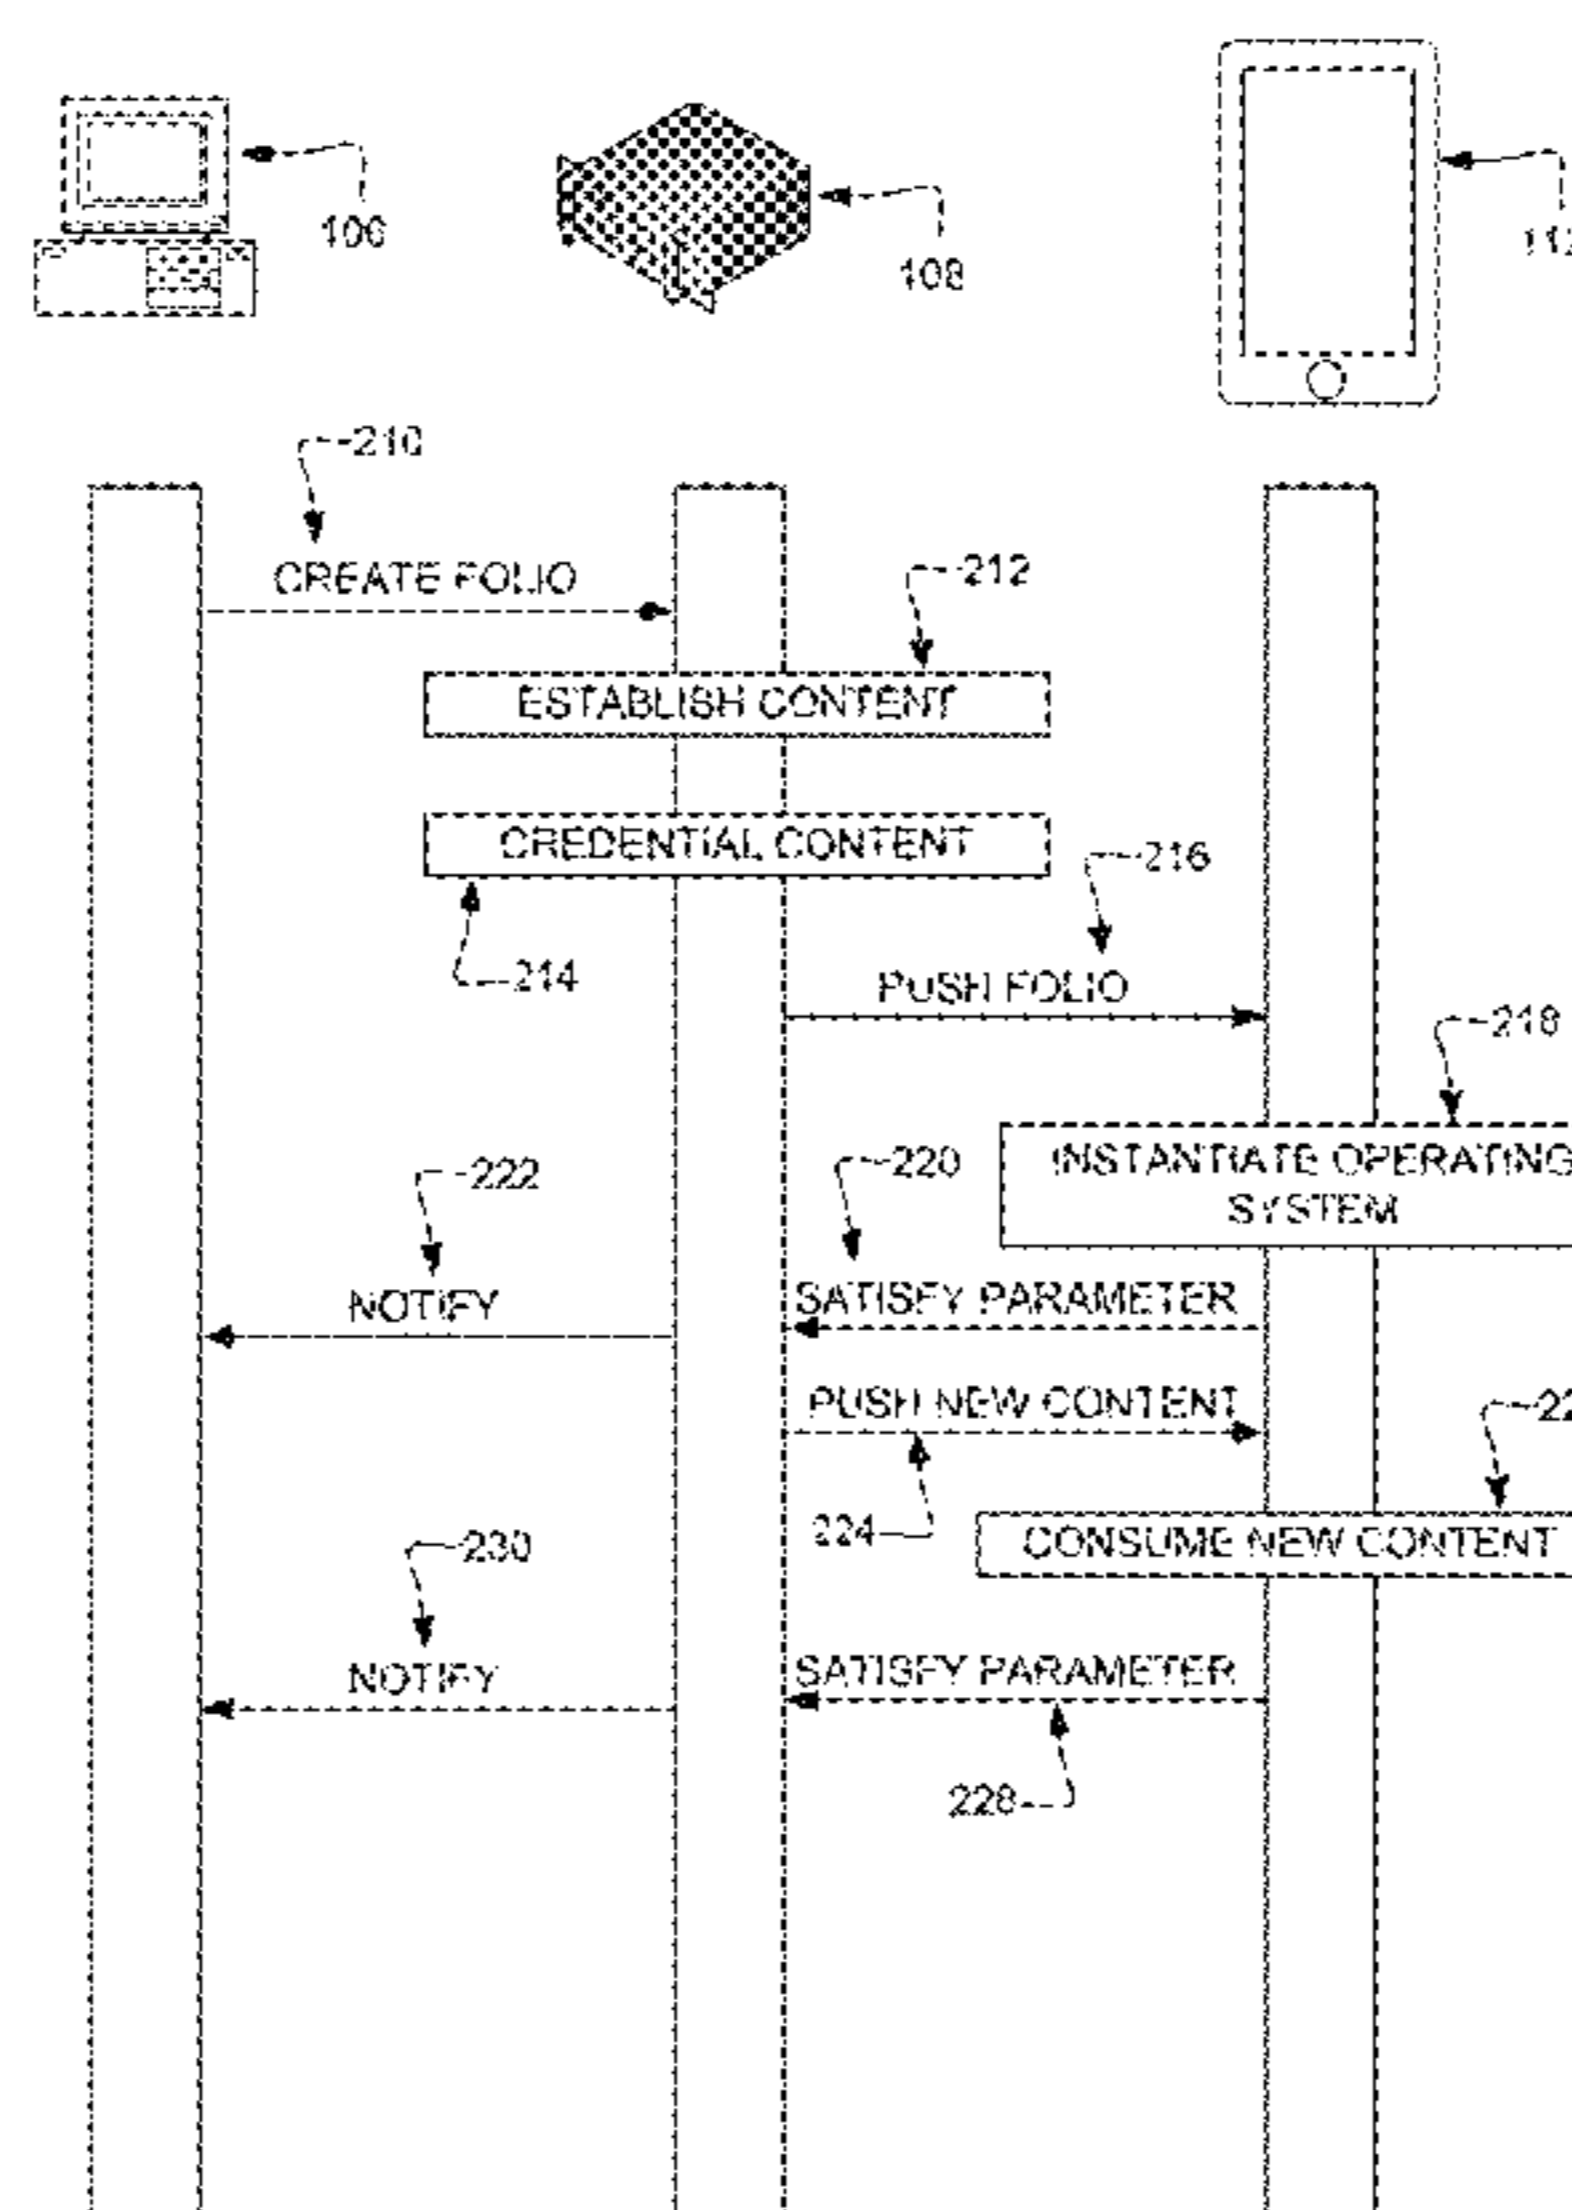 106
108
210
CREATE FOLIO
212
ESTABLISH CONTENT
CREDENTIAL CONTENT
216
214
PUSH FOLIO
218
INSTANTIATE OPERATING
SYSTEM
220
222
SATISFY PARAMETER
NOTIFY
PUSH NEW CONTENT
224
CONSUME NEW CONTENT
230
SATISFY PARAMETER
NOTIFY
228